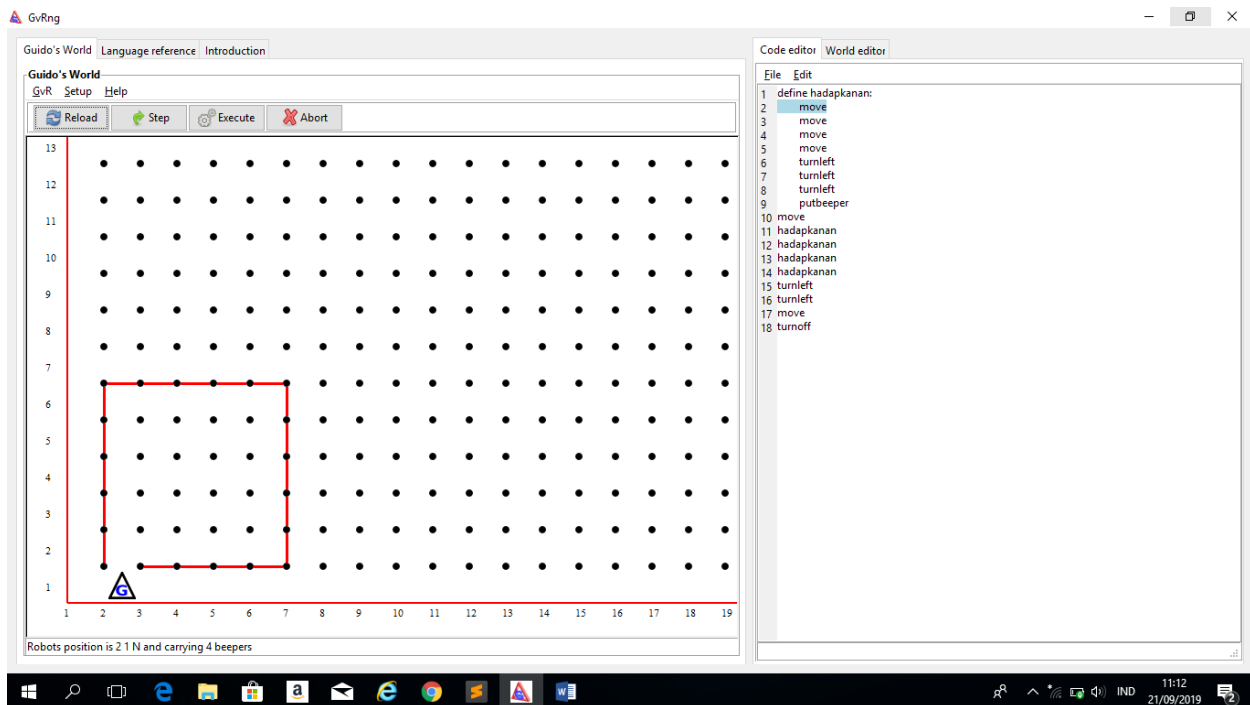 GvRng
Guido's World Language reference Introduction
Guido's World
GvR Setup Help
Reload Step Execute Abort
13
12
11
10
9
8
7
6
5
4
3
2
1
G
1 2 3 4 5 6 7 8 9 10 11 12 13 14 15 16 17 18 19
Robots position is 2 1 N and carrying 4 beepers
Code editor World editor
File Edit
1 define hadapkanan:
2 move
3 move
4 move
5 move
6 turnleft
7 turnleft
8 turnleft
9 putbeeper
10 move
11 hadapkanan
12 hadapkanan
13 hadapkanan
14 hadapkanan
15 turnleft
16 turnleft
17 move
18 turnoff
IND
11:12
21/09/2019
2